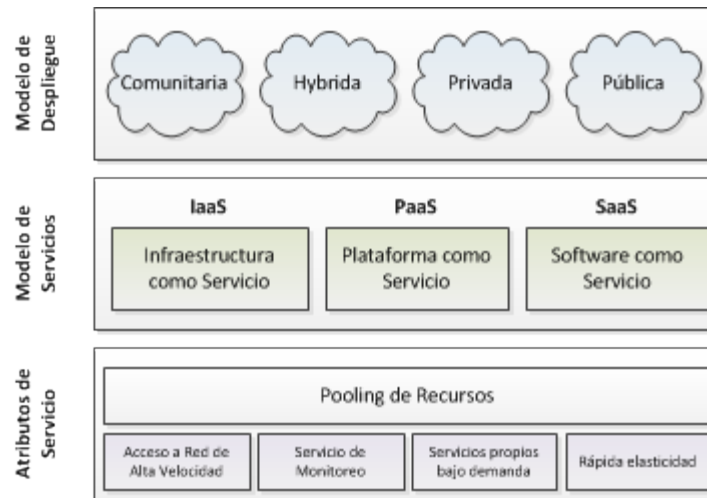 Modelo de
Despliegue
Comunitaria
Hybrida
Privada
Pública
Modelo de
Servicios
IaaS
PaaS
SaaS
Infraestructura
como Servicio
Plataforma como
Servicio
Software como
Servicio
Atributos de
Servicio
Pooling de Recursos
Acceso a Red de
Alta Velocidad
Servicio de
Monitoreo
Servicios propios
bajo demanda
Rápida elasticidad